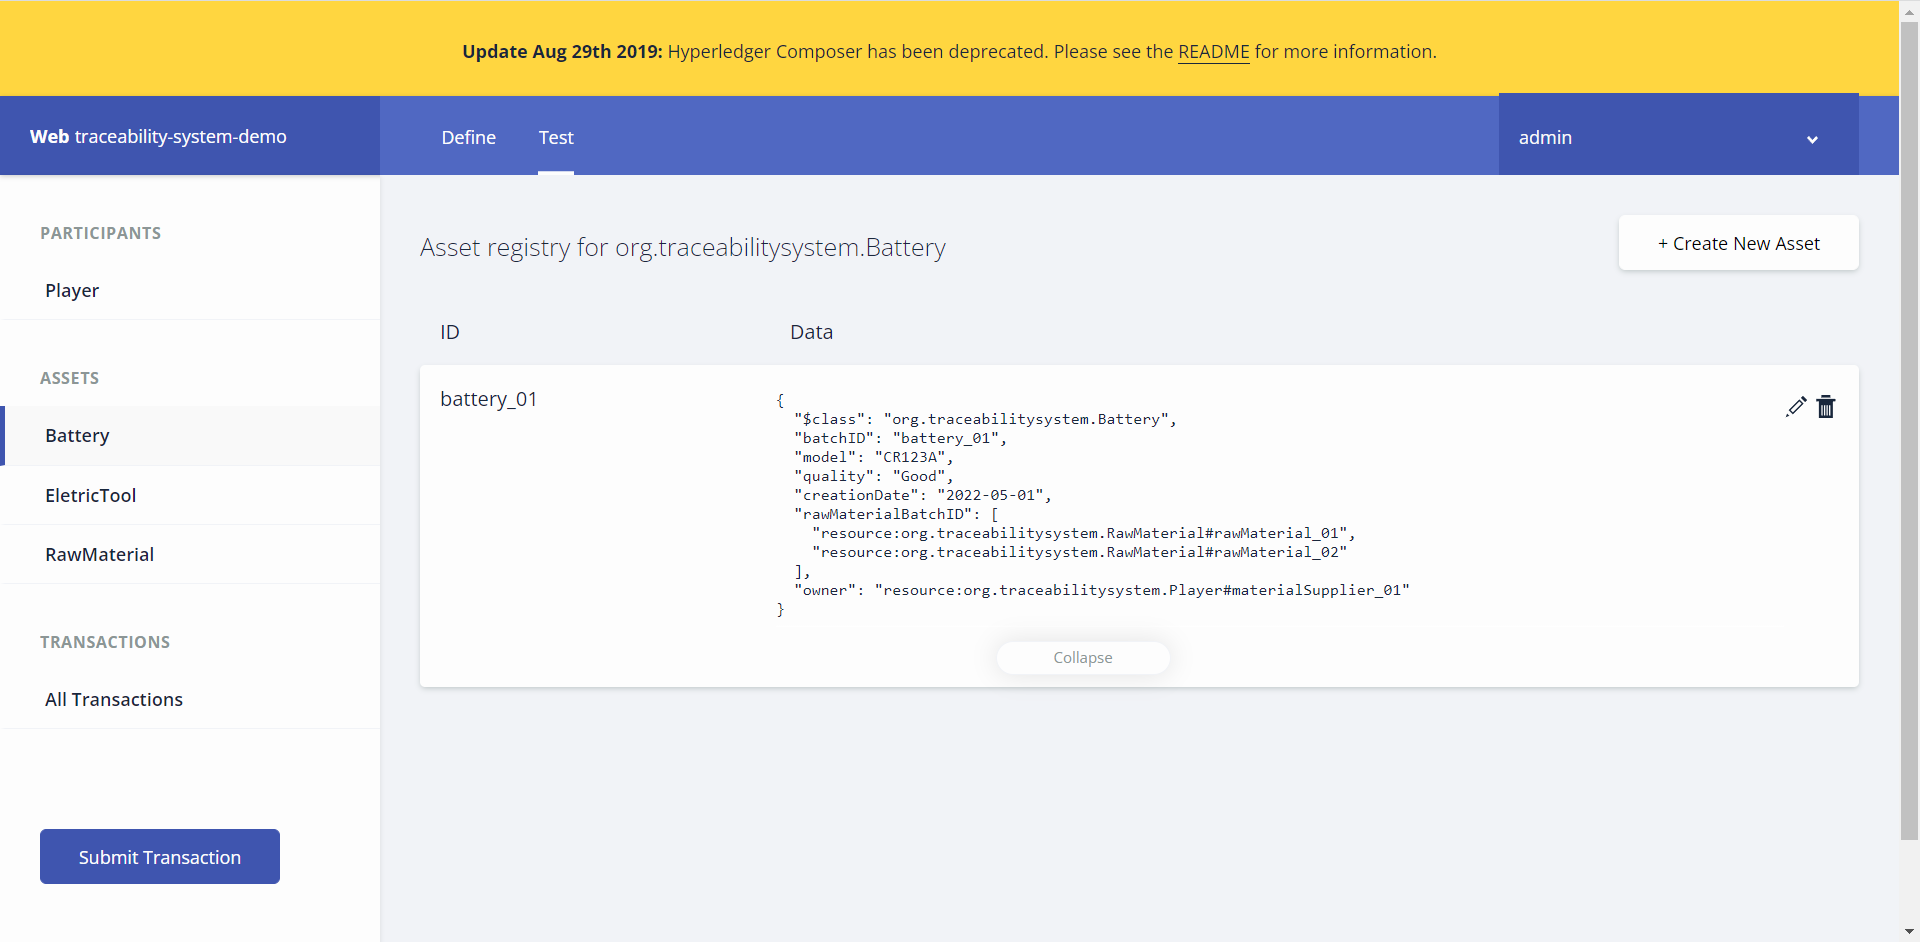 Update Aug 29th 2019: Hyperledger Composer has been deprecated. Please see the README for more information.
Web traceability-system-demo
Define
Test
admin
PARTICIPANTS
Player
ASSETS
Battery
EletricTool
RawMaterial
TRANSACTIONS
All Transactions
Submit Transaction
Asset registry for org.traceabilitysystem.Battery
+ Create New Asset
ID
Data
battery_01
{
  "$class": "org.traceabilitysystem.Battery",
  "batchID": "battery_01",
  "model": "CR123A",
  "quality": "Good",
  "creationDate": "2022-05-01",
  "rawMaterialBatchID": [
    "resource:org.traceabilitysystem.RawMaterial#rawMaterial_01",
    "resource:org.traceabilitysystem.RawMaterial#rawMaterial_02"
  ],
  "owner": "resource:org.traceabilitysystem.Player#materialSupplier_01"
}
Collapse